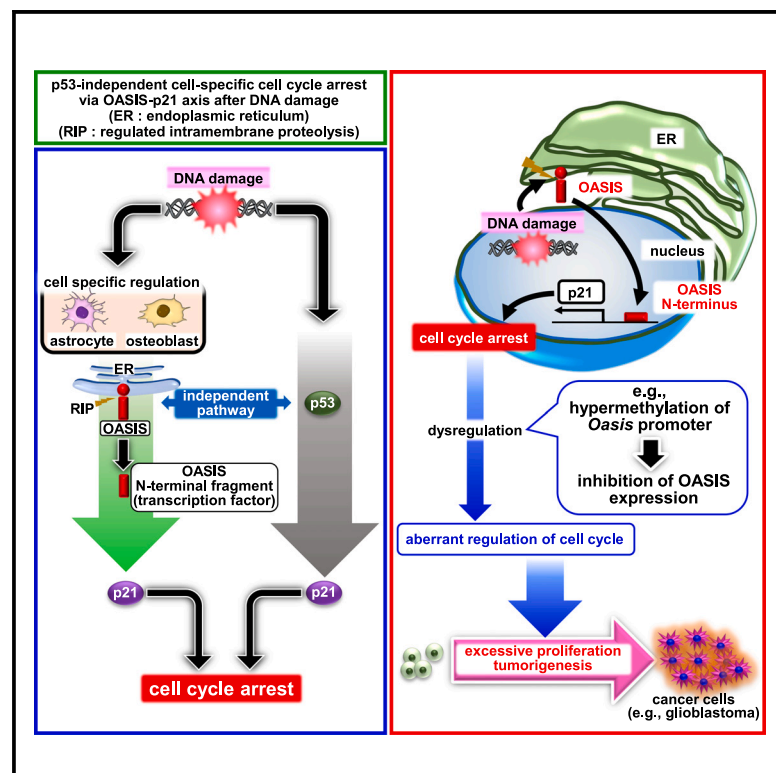 p53-independent cell-specific cell cycle arrest
via OASIS-p21 axis after DNA damage
(ER : endoplasmic reticulum)
(RIP : regulated intramembrane proteolysis)
DNA damage
cell specific regulation
astrocyte
osteoblast
ER
RIP
OASIS
independent
pathway
p53
OASIS
N-terminal fragment
(transcription factor)
p21
p21
cell cycle arrest
ER
OASIS
DNA damage
nucleus
p21
OASIS
N-terminus
cell cycle arrest
dysregulation
e.g.,
hypermethylation of
Oasis promoter
inhibition of OASIS
expression
aberrant regulation of cell cycle
excessive proliferation
tumorigenesis
cancer cells
(e.g., glioblastoma)